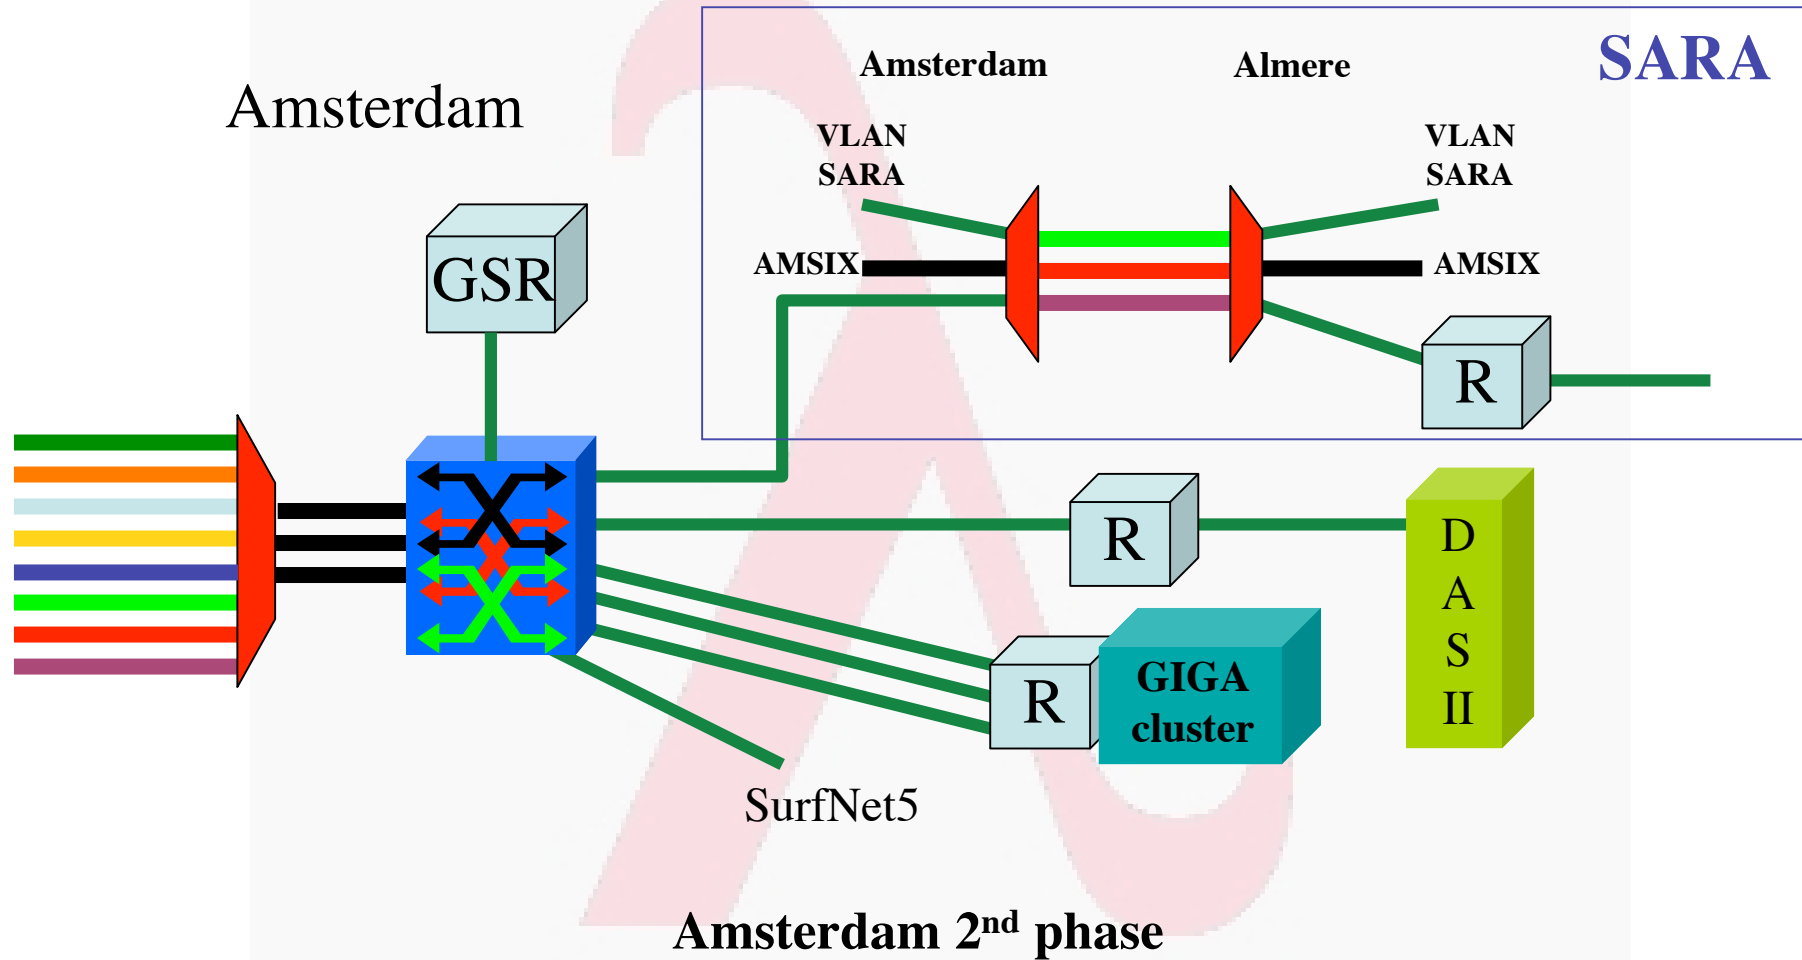 SARA
Amsterdam
Almere
Amsterdam
VLAN
SARA
VLAN
SARA
GSR
AMSIX
AMSIX
R
R
D
A
S
II
R
GIGA
cluster
SurfNet5
Amsterdam 2nd phase